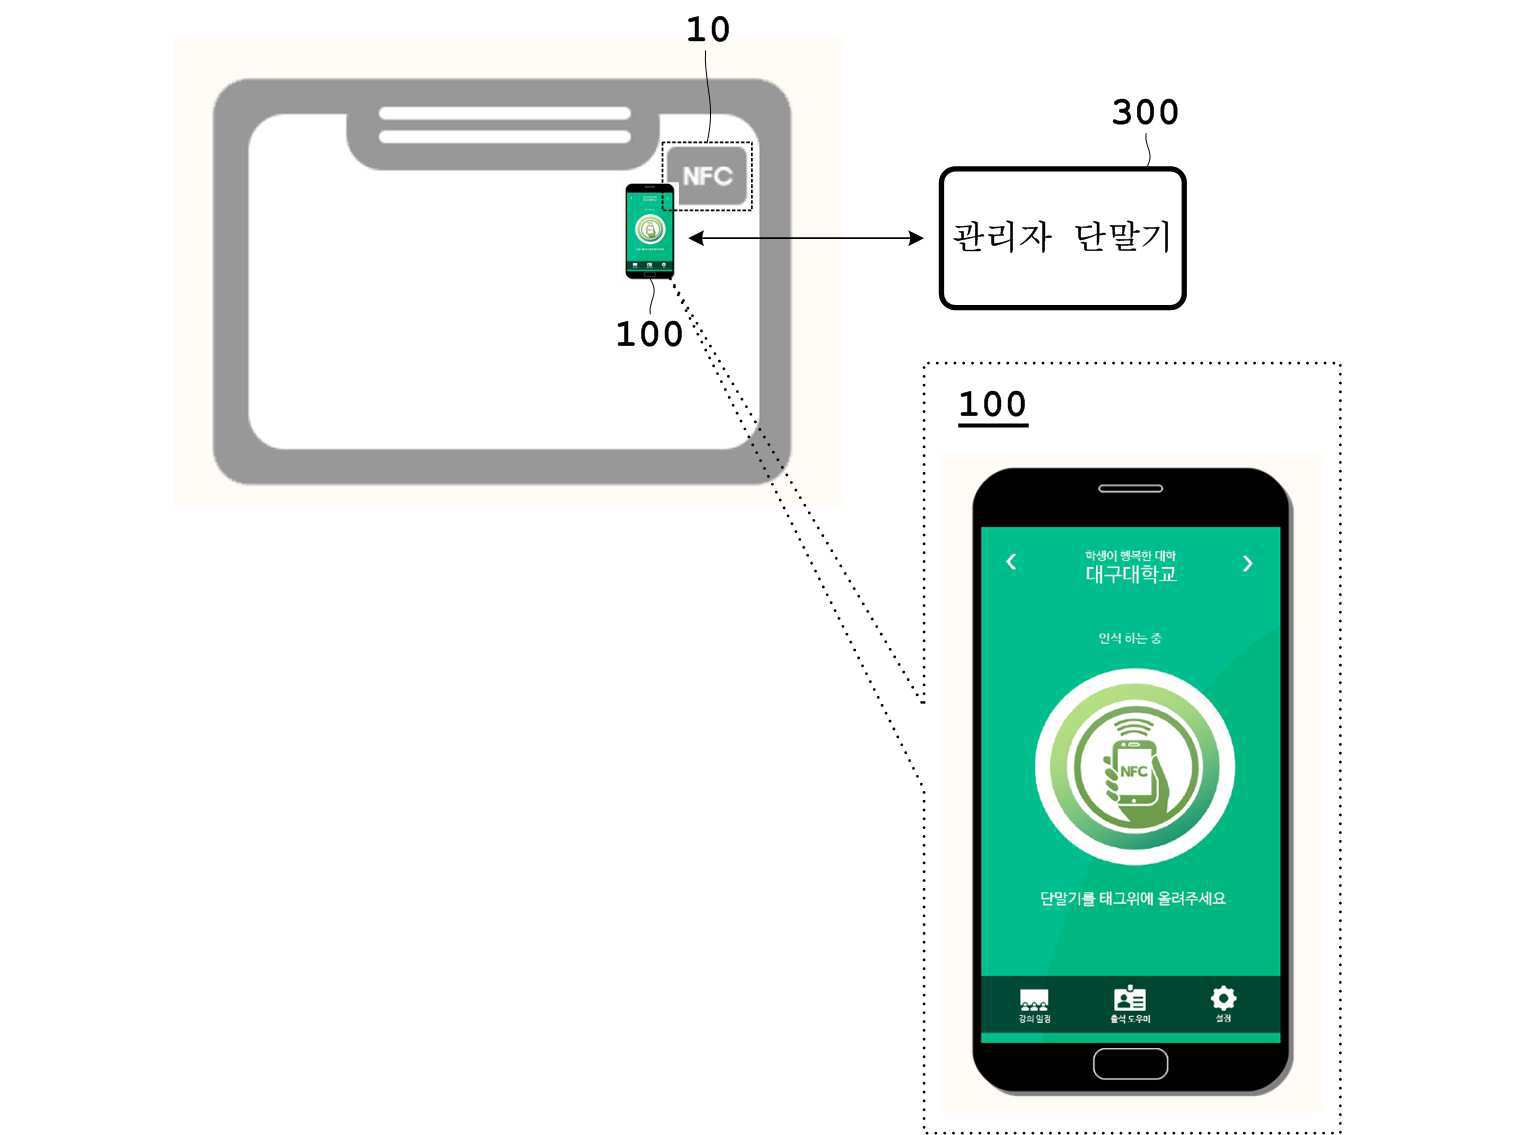 10
NFC
300
관리자 단말기
100
100
학생이 행복한 대학
대구대학교
인식 하는 중
NFC
단말기를 태그위에 올려주세요
강의 일정
출석 도우미
설정